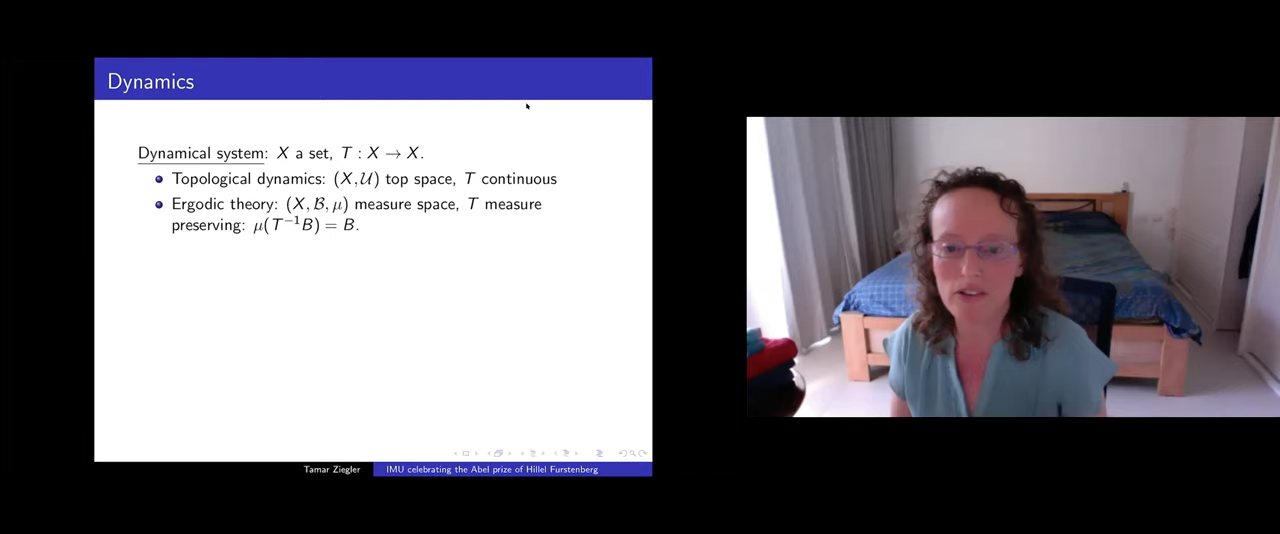 Dynamics
Dynamical system: X a set, T : X → X.
Topological dynamics: (X, 𝒰) top space, T continuous
Ergodic theory: (X, ℬ, μ) measure space, T measure
preserving: μ(T⁻¹B) = B.
Tamar Ziegler
IMU celebrating the Abel prize of Hillel Furstenberg